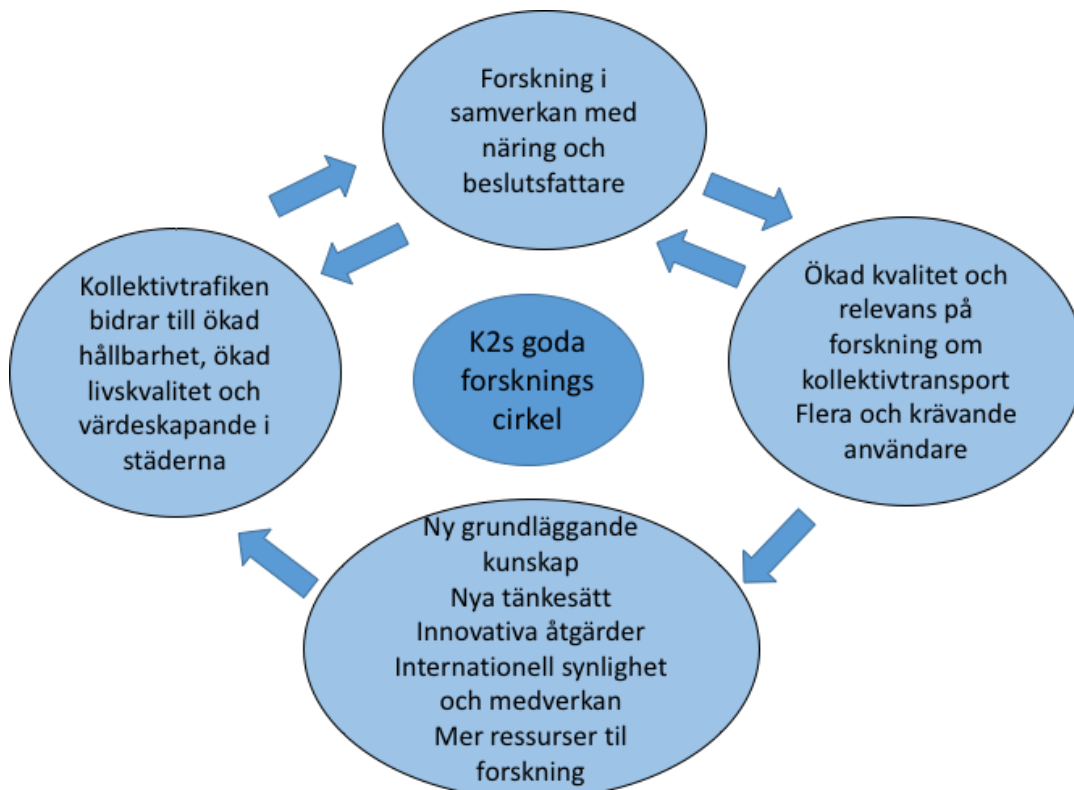 Forskning i
samverkan med
näring och
beslutsfattare
Kollektivtrafiken
bidrar till ökad
hållbarhet, ökad
livskvalitet och
värdeskapande i
städerna
K2s goda
forsknings
cirkel
Ökad kvalitet och
relevans på
forskning om
kollektivtransport
Flera och krävande
användare
Ny grundläggande
kunskap
Nya tänkesätt
Innovativa åtgärder
Internationell synlighet
och medverkan
Mer ressurser til
forskning